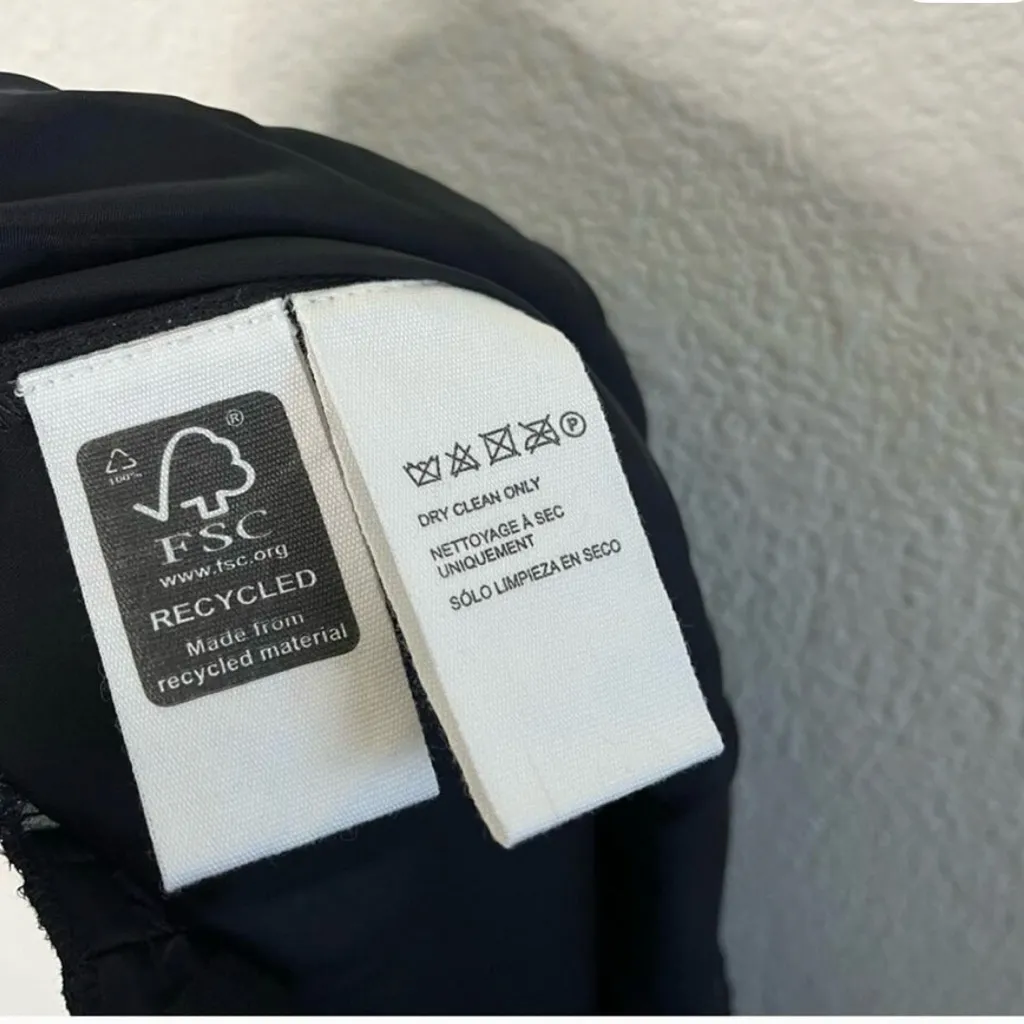 ®
100%
FSC
www.fsc.org
RECYCLED
Made from
recycled material
P
DRY CLEAN ONLY
NETTOYAGE À SEC
UNIQUEMENT
SÓLO LIMPIEZA EN SECO